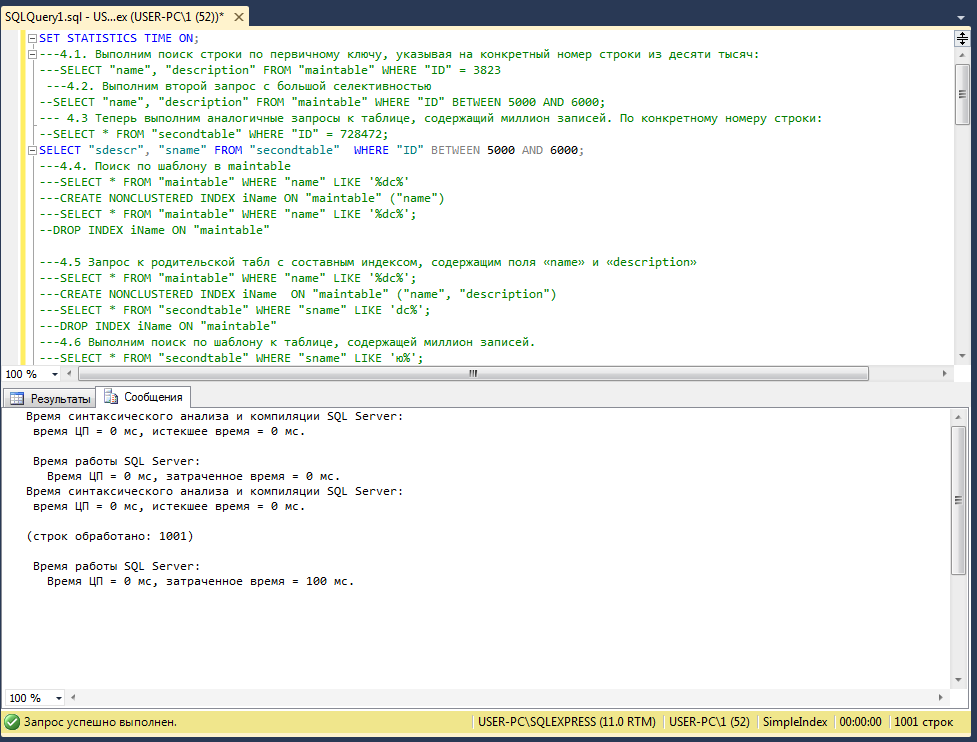 SQLQuery1.sql - US...ex (USER-PC\1 (52))*
SET STATISTICS TIME ON;
---4.1. Выполним поиск строки по первичному ключу, указывая на конкретный номер строки из десяти тысяч:
---SELECT "name", "description" FROM "maintable" WHERE "ID" = 3823
---4.2. Выполним второй запрос с большой селективностью
--SELECT "name", "description" FROM "maintable" WHERE "ID" BETWEEN 5000 AND 6000;
--- 4.3 Теперь выполним аналогичные запросы к таблице, содержащий миллион записей. По конкретному номеру строки:
--SELECT * FROM "secondtable" WHERE "ID" = 728472;
SELECT "sdescr", "sname" FROM "secondtable"  WHERE "ID" BETWEEN 5000 AND 6000;
---4.4. Поиск по шаблону в maintable
---SELECT * FROM "maintable" WHERE "name" LIKE '%dc%'
---CREATE NONCLUSTERED INDEX iName ON "maintable" ("name")
---SELECT * FROM "maintable" WHERE "name" LIKE '%dc%';
--DROP INDEX iName ON "maintable"
---4.5 Запрос к родительской табл с составным индексом, содержащим поля «name» и «description»
---SELECT * FROM "maintable" WHERE "name" LIKE '%dc%';
---CREATE NONCLUSTERED INDEX iName  ON "maintable" ("name", "description")
---SELECT * FROM "secondtable" WHERE "sname" LIKE 'dc%';
---DROP INDEX iName ON "maintable"
---4.6 Выполним поиск по шаблону к таблице, содержащей миллион записей.
---SELECT * FROM "secondtable" WHERE "sname" LIKE 'ю%';
100 %
Результаты Сообщения
Время синтаксического анализа и компиляции SQL Server:
время ЦП = 0 мс, истекшее время = 0 мс.
Время работы SQL Server:
Время ЦП = 0 мс, затраченное время = 0 мс.
Время синтаксического анализа и компиляции SQL Server:
время ЦП = 0 мс, истекшее время = 0 мс.
(строк обработано: 1001)
Время работы SQL Server:
Время ЦП = 0 мс, затраченное время = 100 мс.
100 %
Запрос успешно выполнен. USER-PC\SQLEXPRESS (11.0 RTM) USER-PC\1 (52) SimpleIndex 00:00:00 1001 строк